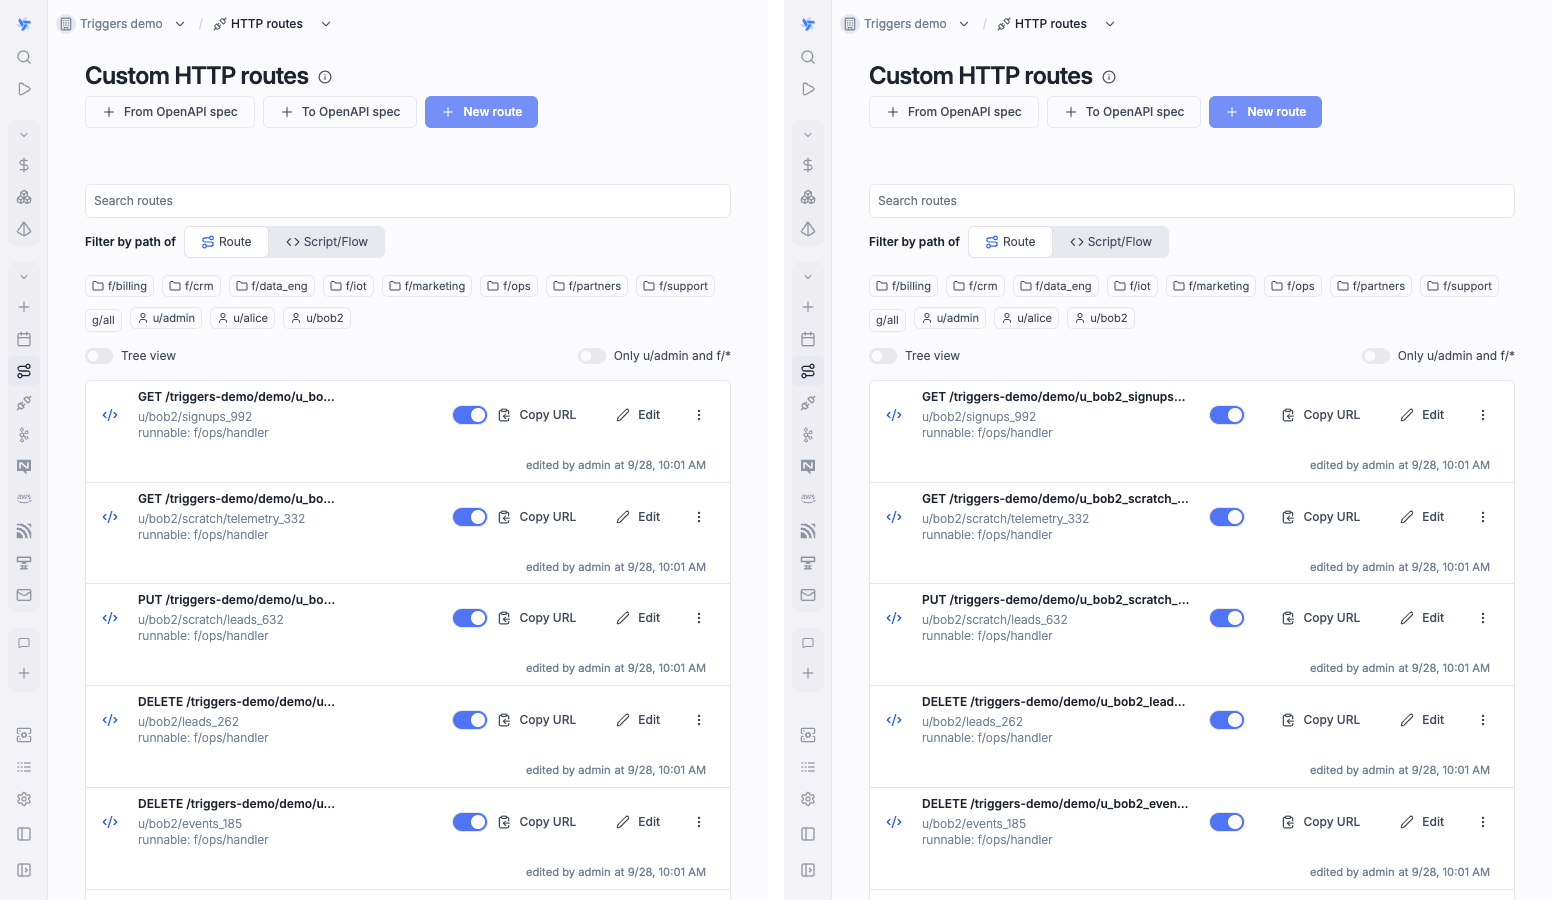 Triggers demo / HTTP routes
Custom HTTP routes
From OpenAPI spec To OpenAPI spec New route
Search routes
Filter by path of Route Script/Flow
f/billing f/crm f/data_eng f/iot f/marketing f/ops f/partners f/support
g/all u/admin u/alice u/bob2
Tree view Only u/admin and f/*
GET /triggers-demo/demo/u_bo...
u/bob2/signups_992
runnable: f/ops/handler
Copy URL Edit
edited by admin at 9/28, 10:01 AM
GET /triggers-demo/demo/u_bo...
u/bob2/scratch/telemetry_332
runnable: f/ops/handler
Copy URL Edit
edited by admin at 9/28, 10:01 AM
PUT /triggers-demo/demo/u_bo...
u/bob2/scratch/leads_632
runnable: f/ops/handler
Copy URL Edit
edited by admin at 9/28, 10:01 AM
DELETE /triggers-demo/demo/u...
u/bob2/leads_262
runnable: f/ops/handler
Copy URL Edit
edited by admin at 9/28, 10:01 AM
DELETE /triggers-demo/demo/u...
u/bob2/events_185
runnable: f/ops/handler
Copy URL Edit
edited by admin at 9/28, 10:01 AM
aws
Triggers demo / HTTP routes
Custom HTTP routes
From OpenAPI spec To OpenAPI spec New route
Search routes
Filter by path of Route Script/Flow
f/billing f/crm f/data_eng f/iot f/marketing f/ops f/partners f/support
g/all u/admin u/alice u/bob2
Tree view Only u/admin and f/*
GET /triggers-demo/demo/u_bob2_signups...
u/bob2/signups_992
runnable: f/ops/handler
Copy URL Edit
edited by admin at 9/28, 10:01 AM
GET /triggers-demo/demo/u_bob2_scratch_...
u/bob2/scratch/telemetry_332
runnable: f/ops/handler
Copy URL Edit
edited by admin at 9/28, 10:01 AM
PUT /triggers-demo/demo/u_bob2_scratch_...
u/bob2/scratch/leads_632
runnable: f/ops/handler
Copy URL Edit
edited by admin at 9/28, 10:01 AM
DELETE /triggers-demo/demo/u_bob2_lead...
u/bob2/leads_262
runnable: f/ops/handler
Copy URL Edit
edited by admin at 9/28, 10:01 AM
DELETE /triggers-demo/demo/u_bob2_even...
u/bob2/events_185
runnable: f/ops/handler
Copy URL Edit
edited by admin at 9/28, 10:01 AM
aws